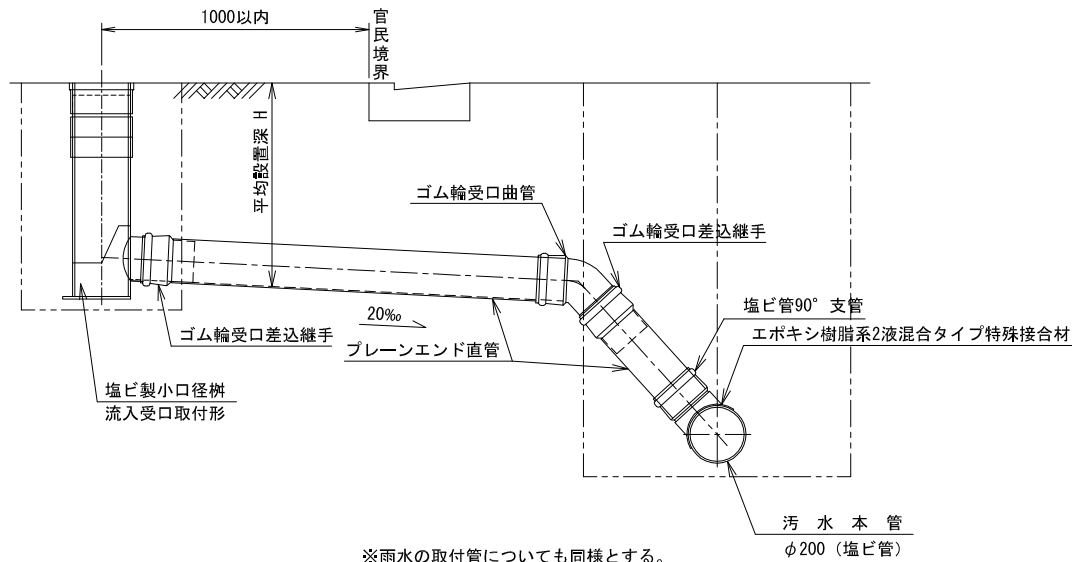 1000以内
官民境界
平均設置深 H
ゴム輪受口曲管
ゴム輪受口差込継手
塩ビ管90° 支管
エポキシ樹脂系2液混合タイプ特殊接合材
20‰
ゴム輪受口差込継手
プレーンエンド直管
塩ビ製小口径桝
流入受口取付形
汚水本管
φ200（塩ビ管）
※雨水の取付管についても同様とする。